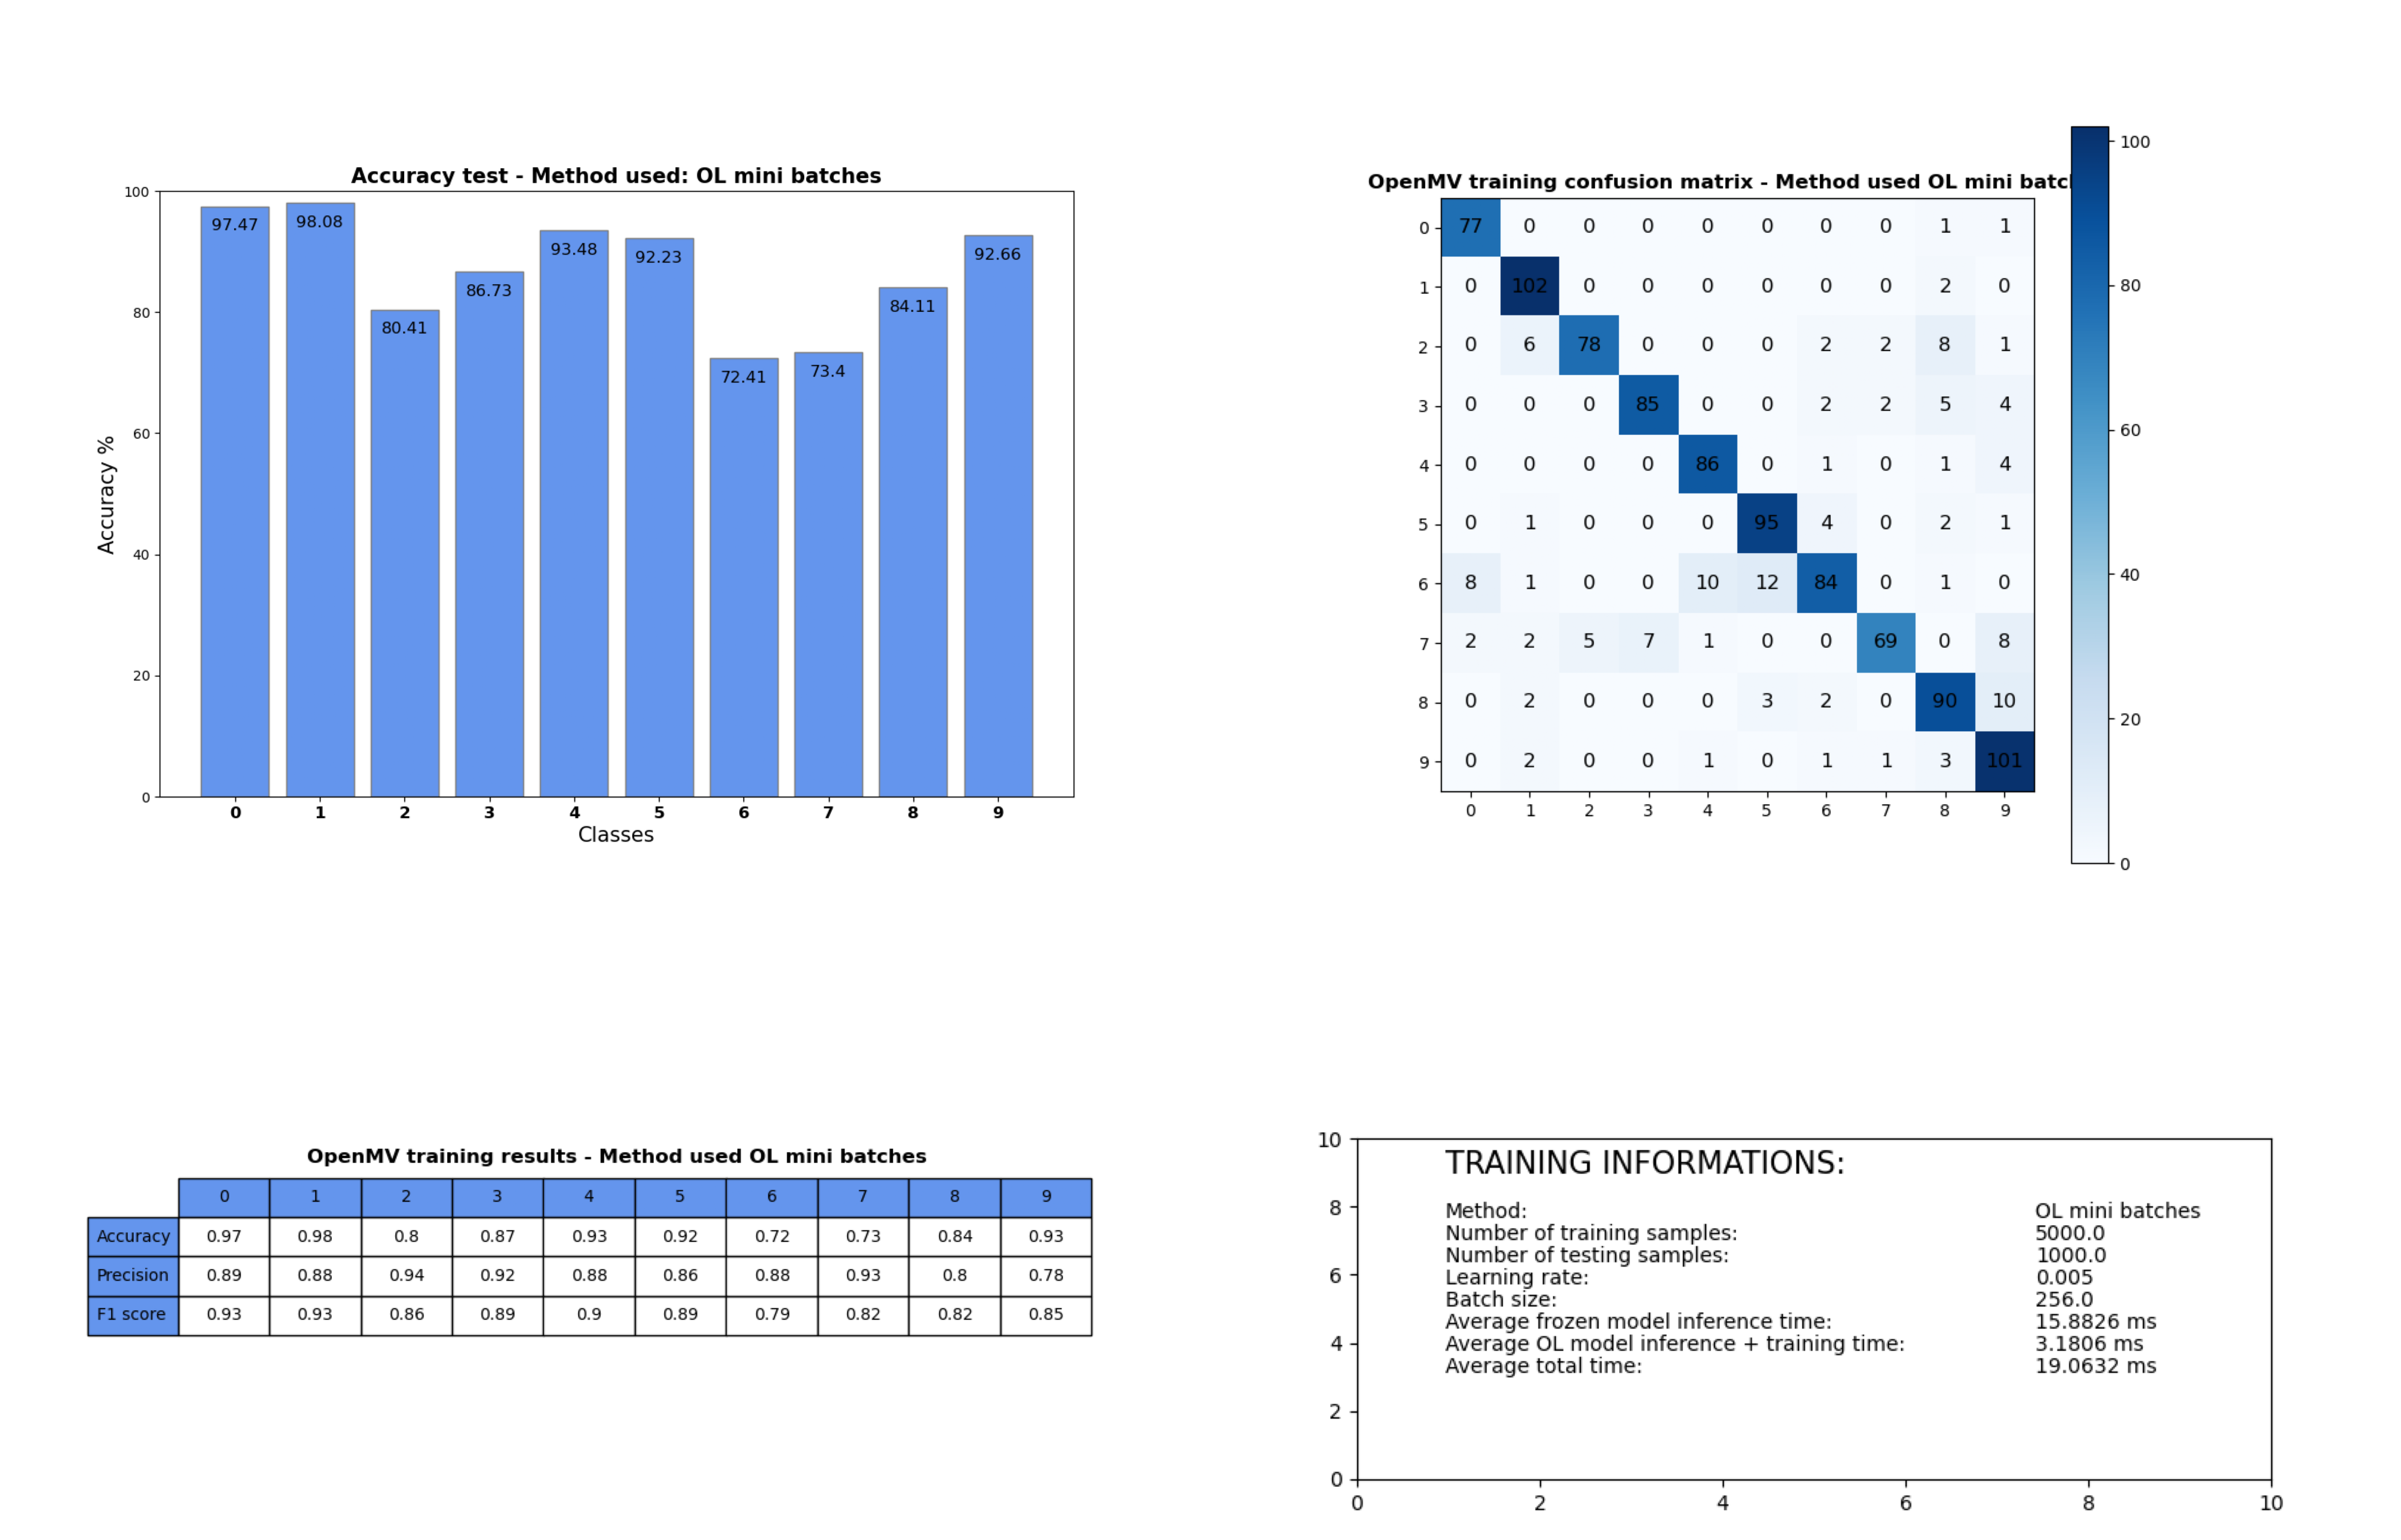 Accuracy test - Method used: OL mini batches
100
80
60
40
20
0
Accuracy %
97.47 98.08 80.41 86.73 93.48 92.23 72.41 73.4 84.11 92.66
0 1 2 3 4 5 6 7 8 9
Classes
OpenMV training confusion matrix - Method used OL mini batc
0 77 0 0 0 0 0 0 0 1 1
1 0 102 0 0 0 0 0 0 2 0
2 0 6 78 0 0 0 2 2 8 1
3 0 0 0 85 0 0 2 2 5 4
4 0 0 0 0 86 0 1 0 1 4
5 0 1 0 0 0 95 4 0 2 1
6 8 1 0 0 10 12 84 0 1 0
7 2 2 5 7 1 0 0 69 0 8
8 0 2 0 0 0 3 2 0 90 10
9 0 2 0 0 1 0 1 1 3 101
0 1 2 3 4 5 6 7 8 9
100
80
60
40
20
0
OpenMV training results - Method used OL mini batches
0 1 2 3 4 5 6 7 8 9
Accuracy 0.97 0.98 0.8 0.87 0.93 0.92 0.72 0.73 0.84 0.93
Precision 0.89 0.88 0.94 0.92 0.88 0.86 0.88 0.93 0.8 0.78
F1 score 0.93 0.93 0.86 0.89 0.9 0.89 0.79 0.82 0.82 0.85
10
8
6
4
2
0
TRAINING INFORMATIONS:
Method: OL mini batches
Number of training samples: 5000.0
Number of testing samples: 1000.0
Learning rate: 0.005
Batch size: 256.0
Average frozen model inference time: 15.8826 ms
Average OL model inference + training time: 3.1806 ms
Average total time: 19.0632 ms
0 2 4 6 8 10